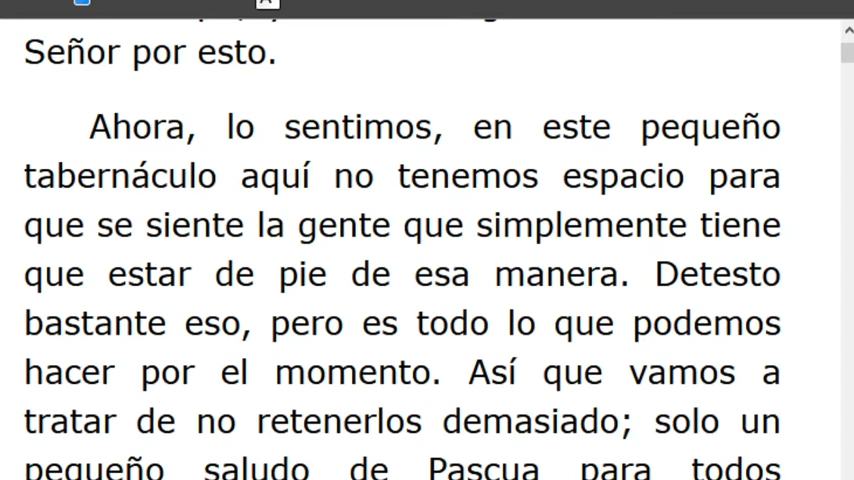 Señor por esto.
Ahora, lo sentimos, en este pequeño
tabernáculo aquí no tenemos espacio para
que se siente la gente que simplemente tiene
que estar de pie de esa manera. Detesto
bastante eso, pero es todo lo que podemos
hacer por el momento. Así que vamos a
tratar de no retenerlos demasiado; solo un
pequeño saludo de Pascua para todos